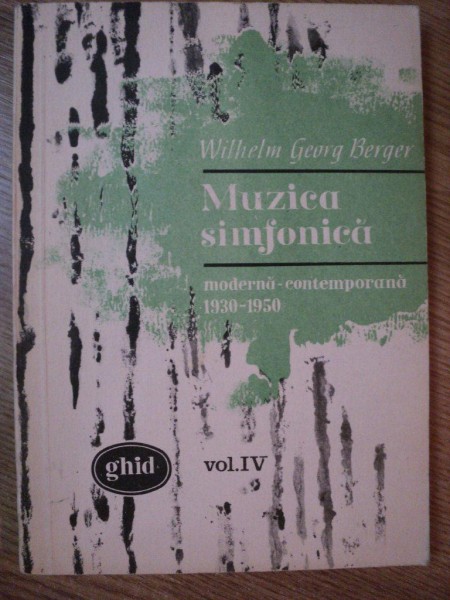 Wilhelm Georg Berger
Muzica
simfonică
modernă-contemporană
1930-1950
ghid
vol.IV